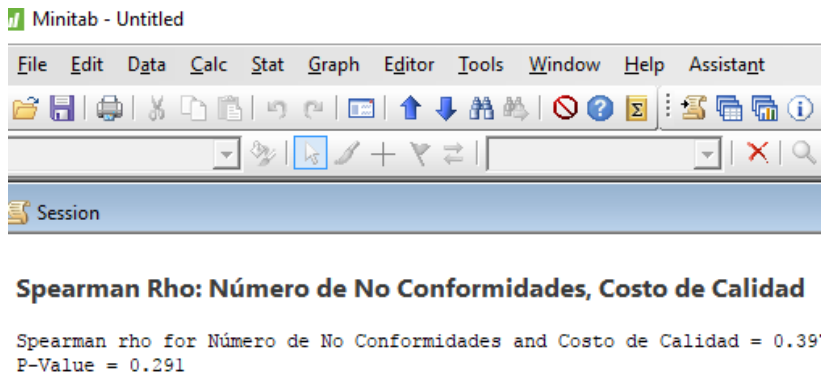 Minitab - Untitled
File Edit Data Calc Stat Graph Editor Tools Window Help Assistant
Session
Spearman Rho: Número de No Conformidades, Costo de Calidad
Spearman rho for Número de No Conformidades and Costo de Calidad = 0.397
P-Value = 0.291